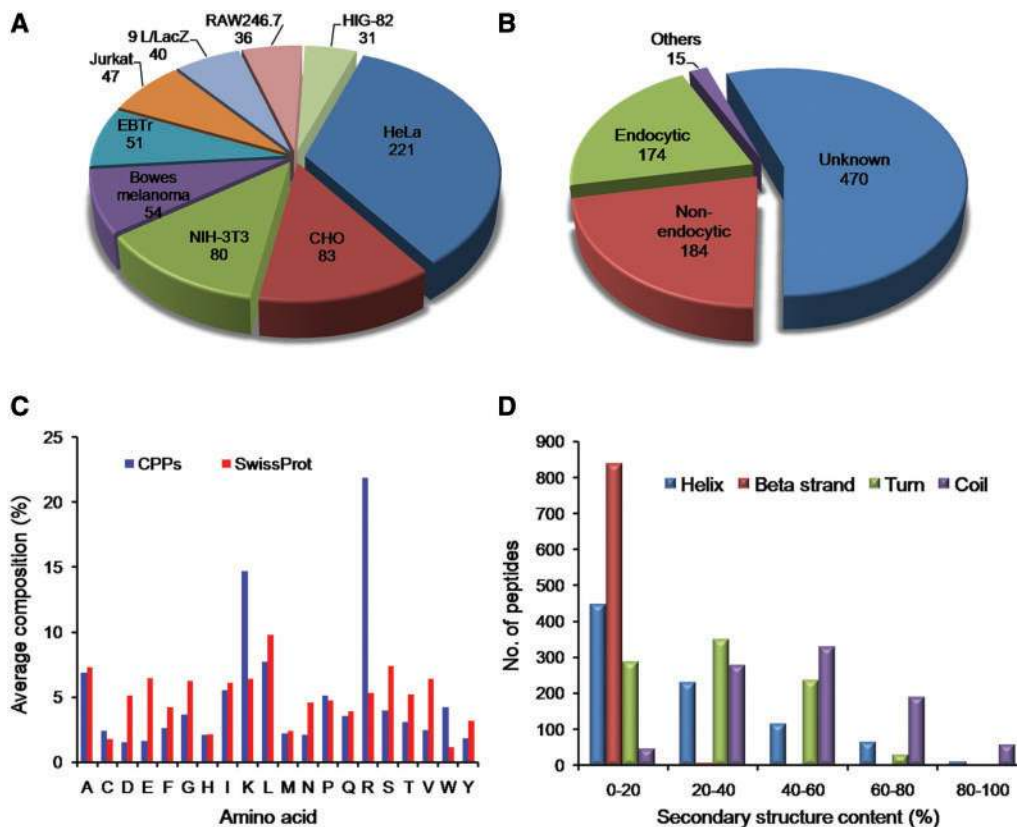 A
RAW246.7
36
HIG-82
31
9 L/LacZ
40
Jurkat
47
EBTr
51
Bowes
melanoma
54
NIH-3T3
80
CHO
83
HeLa
221
B
Others
15
Endocytic
174
Unknown
470
Non-
endocytic
184
C
25
20
15
10
5
0
Average composition (%)
CPPs
SwissProt
A C D E F G H I K L M N P Q R S T V W Y
Amino acid
D
900
800
700
600
500
400
300
200
100
0
No. of peptides
Helix
Beta strand
Turn
Coil
0-20 20-40 40-60 60-80 80-100
Secondary structure content (%)